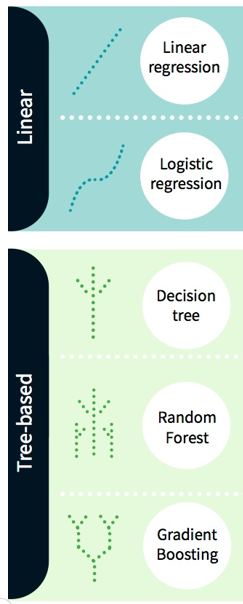 Linear
Linear
regression
Logistic
regression
Tree-based
Decision
tree
Random
Forest
Gradient
Boosting